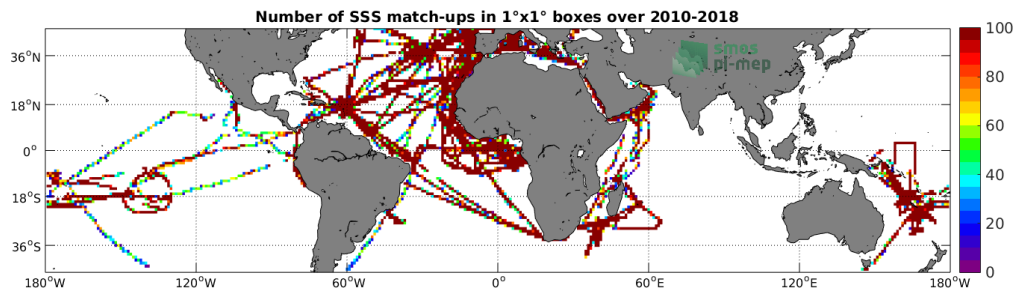 Number of SSS match-ups in 1°x1° boxes over 2010-2018
smos
pi-mep
100
80
60
40
20
0
36°N
18°N
0°
18°S
36°S
180°W
120°W
60°W
0°
60°E
120°E
180°W